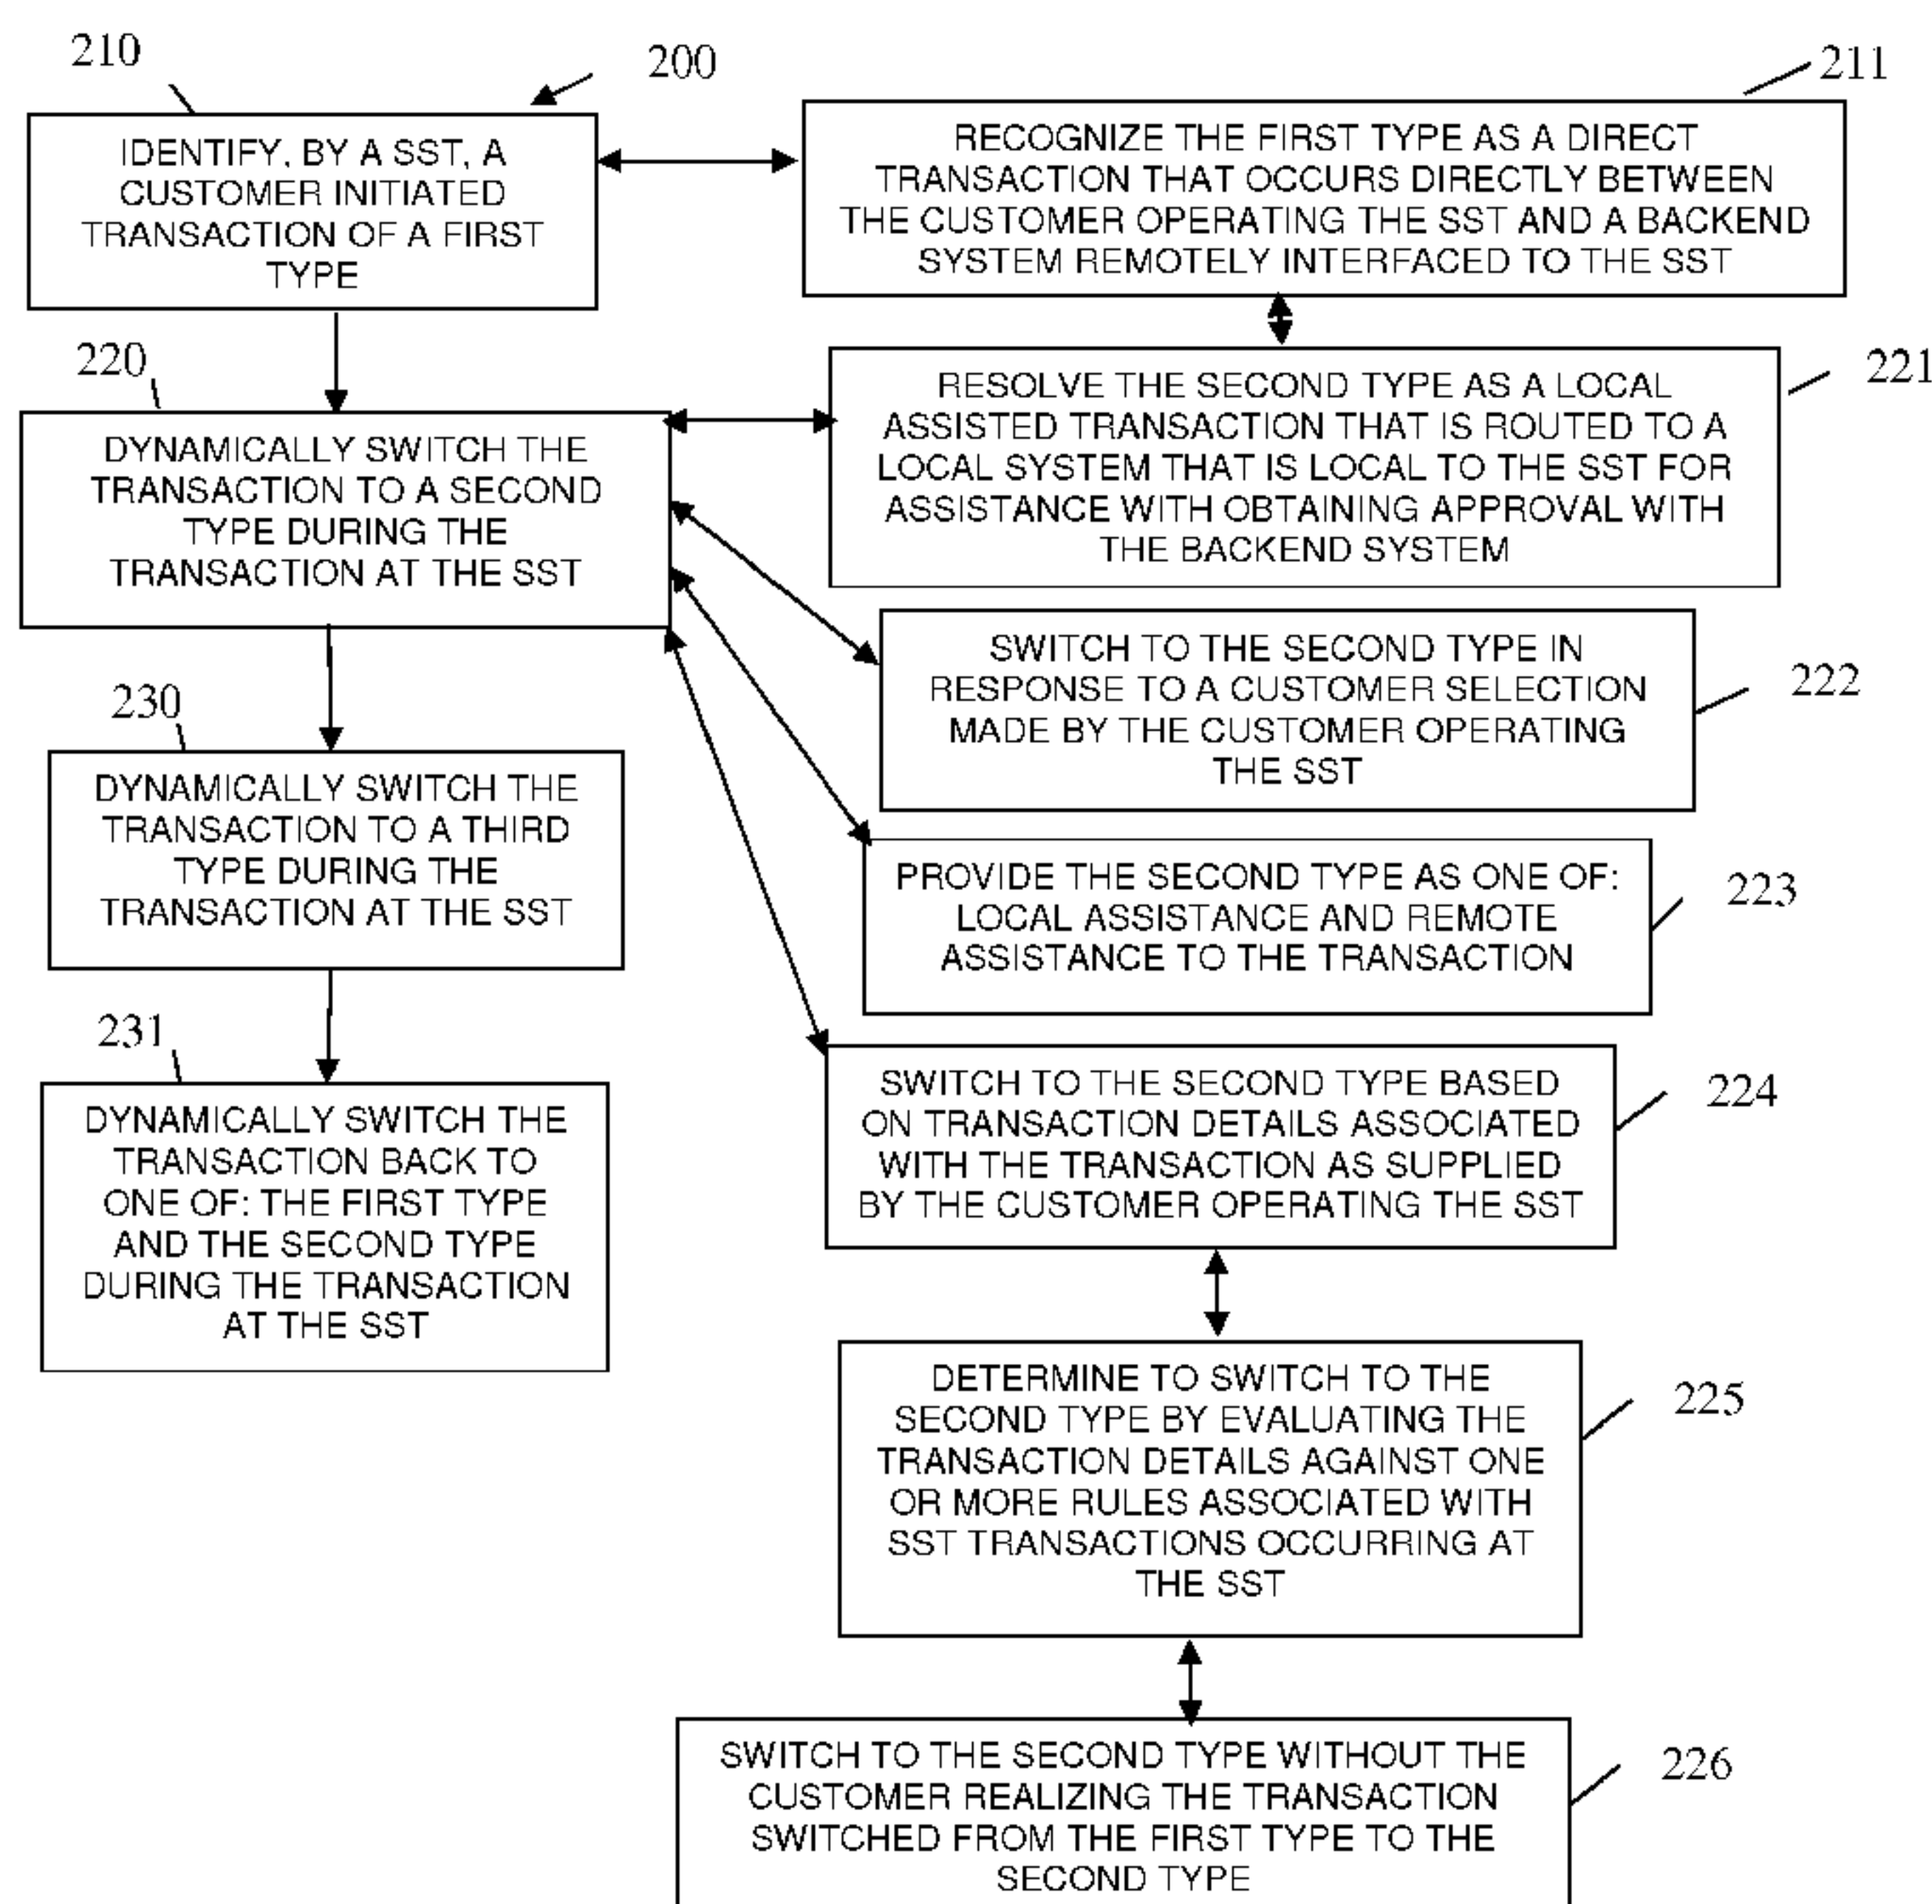 210
200
IDENTIFY, BY A SST, A
CUSTOMER INITIATED
TRANSACTION OF A FIRST
TYPE
211
RECOGNIZE THE FIRST TYPE AS A DIRECT
TRANSACTION THAT OCCURS DIRECTLY BETWEEN
THE CUSTOMER OPERATING THE SST AND A BACKEND
SYSTEM REMOTELY INTERFACED TO THE SST
220
DYNAMICALLY SWITCH THE
TRANSACTION TO A SECOND
TYPE DURING THE
TRANSACTION AT THE SST
221
RESOLVE THE SECOND TYPE AS A LOCAL
ASSISTED TRANSACTION THAT IS ROUTED TO A
LOCAL SYSTEM THAT IS LOCAL TO THE SST FOR
ASSISTANCE WITH OBTAINING APPROVAL WITH
THE BACKEND SYSTEM
222
SWITCH TO THE SECOND TYPE IN
RESPONSE TO A CUSTOMER SELECTION
MADE BY THE CUSTOMER OPERATING
THE SST
230
DYNAMICALLY SWITCH THE
TRANSACTION TO A THIRD
TYPE DURING THE
TRANSACTION AT THE SST
223
PROVIDE THE SECOND TYPE AS ONE OF:
LOCAL ASSISTANCE AND REMOTE
ASSISTANCE TO THE TRANSACTION
231
DYNAMICALLY SWITCH THE
TRANSACTION BACK TO
ONE OF: THE FIRST TYPE
AND THE SECOND TYPE
DURING THE TRANSACTION
AT THE SST
224
SWITCH TO THE SECOND TYPE BASED
ON TRANSACTION DETAILS ASSOCIATED
WITH THE TRANSACTION AS SUPPLIED
BY THE CUSTOMER OPERATING THE SST
225
DETERMINE TO SWITCH TO THE
SECOND TYPE BY EVALUATING THE
TRANSACTION DETAILS AGAINST ONE
OR MORE RULES ASSOCIATED WITH
SST TRANSACTIONS OCCURRING AT
THE SST
226
SWITCH TO THE SECOND TYPE WITHOUT THE
CUSTOMER REALIZING THE TRANSACTION
SWITCHED FROM THE FIRST TYPE TO THE
SECOND TYPE